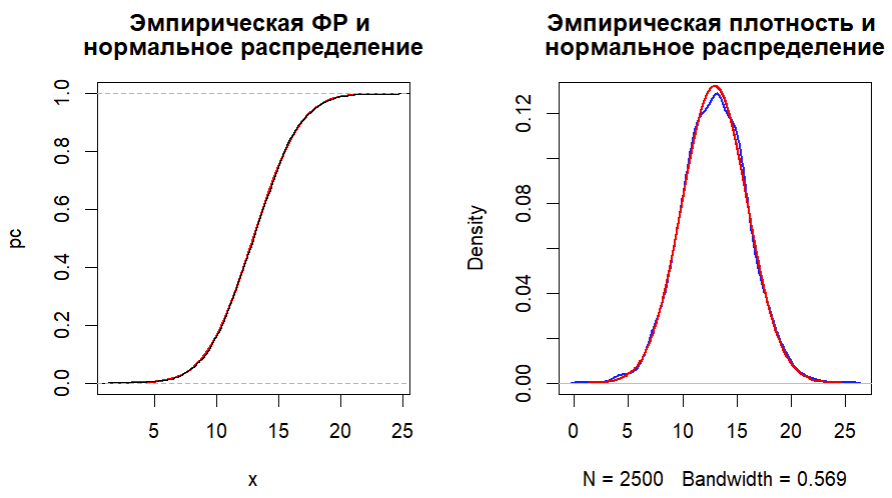 Эмпирическая ФР и
нормальное распределение
pc
1.0
0.8
0.6
0.4
0.2
0.0
5 10 15 20 25
x
Эмпирическая плотность и
нормальное распределение
Density
0.12
0.08
0.04
0.00
0 5 10 15 20 25
N = 2500 Bandwidth = 0.569